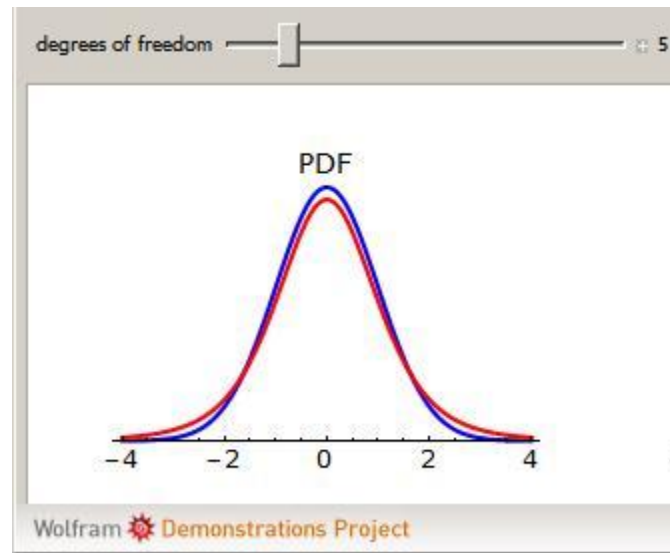 degrees of freedom 5
PDF
−4 −2 0 2 4
Wolfram Demonstrations Project